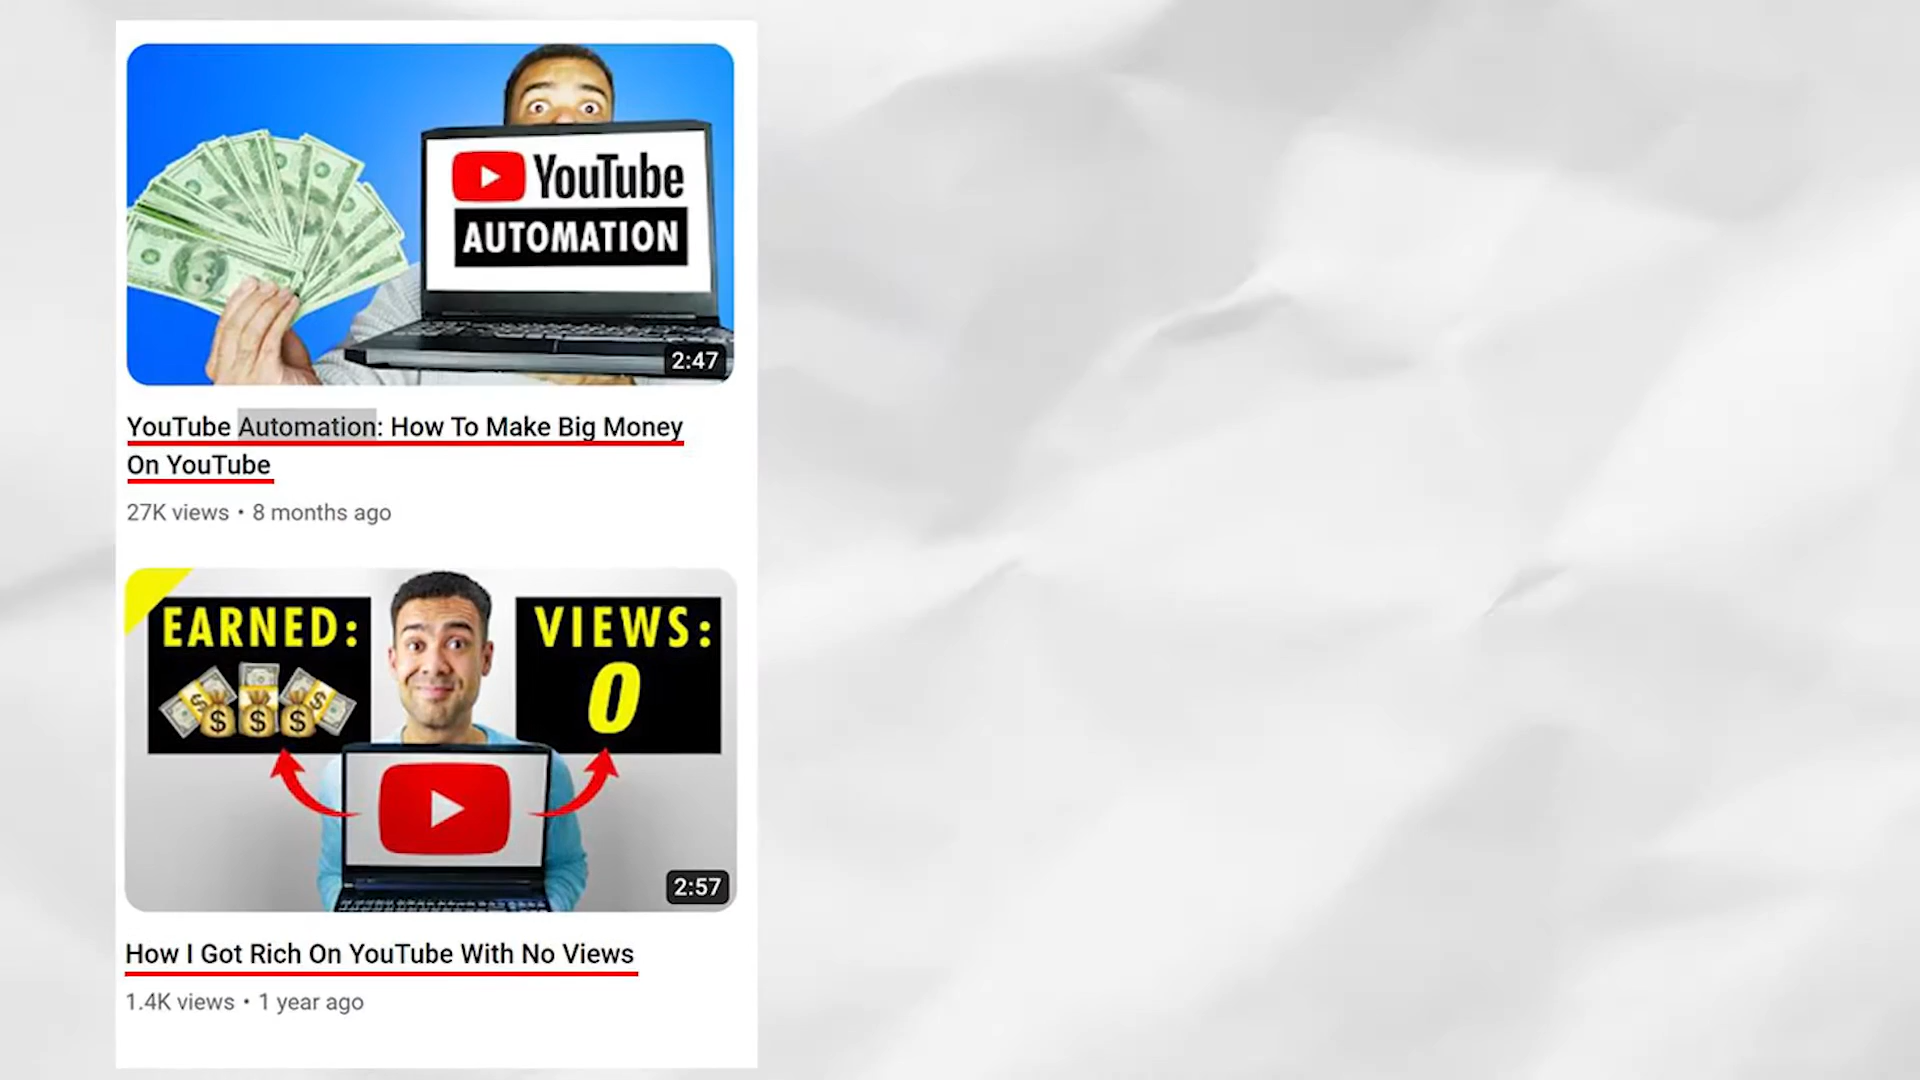 YouTube
AUTOMATION
2:47
YouTube Automation: How To Make Big Money
On YouTube
27K views • 8 months ago
EARNED:
VIEWS:
$ $ $ $ $
0
2:57
How I Got Rich On YouTube With No Views
1.4K views • 1 year ago